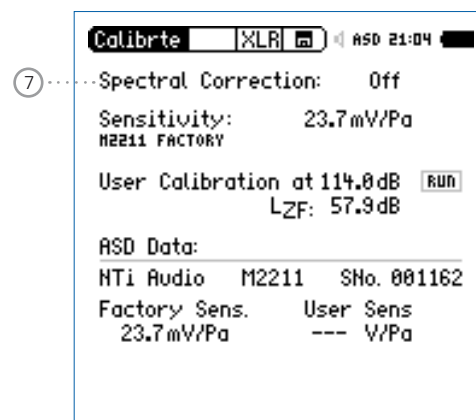 Calibrte XLR ASD 21:04
7 Spectral Correction: Off
Sensitivity: 23.7mV/Pa
M2211 FACTORY
User Calibration at 114.0dB RUN
LZF: 57.9dB
ASD Data:
NTi Audio M2211 SNo. 001162
Factory Sens. User Sens
23.7mV/Pa --- V/Pa